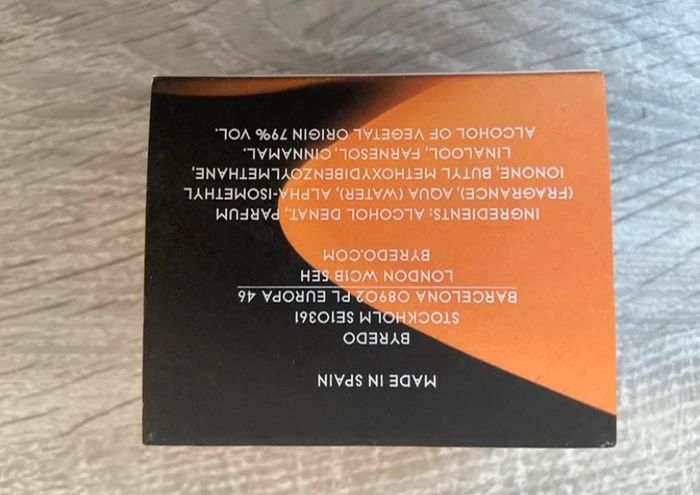 MADE IN SPAIN
BYREDO
STOCKHOLM SE10361
BARCELONA 08902 PL EUROPA 46
LONDON WC1B 5EH
BYREDO.COM
INGREDIENTS: ALCOHOL DENAT, PARFUM
(FRAGRANCE), AQUA (WATER), ALPHA-ISOMETHYL
IONONE, BUTYL METHOXYDIBENZOYLMETHANE,
LINALOOL, FARNESOL, CINNAMAL.
ALCOHOL OF VEGETAL ORIGIN 79% VOL.